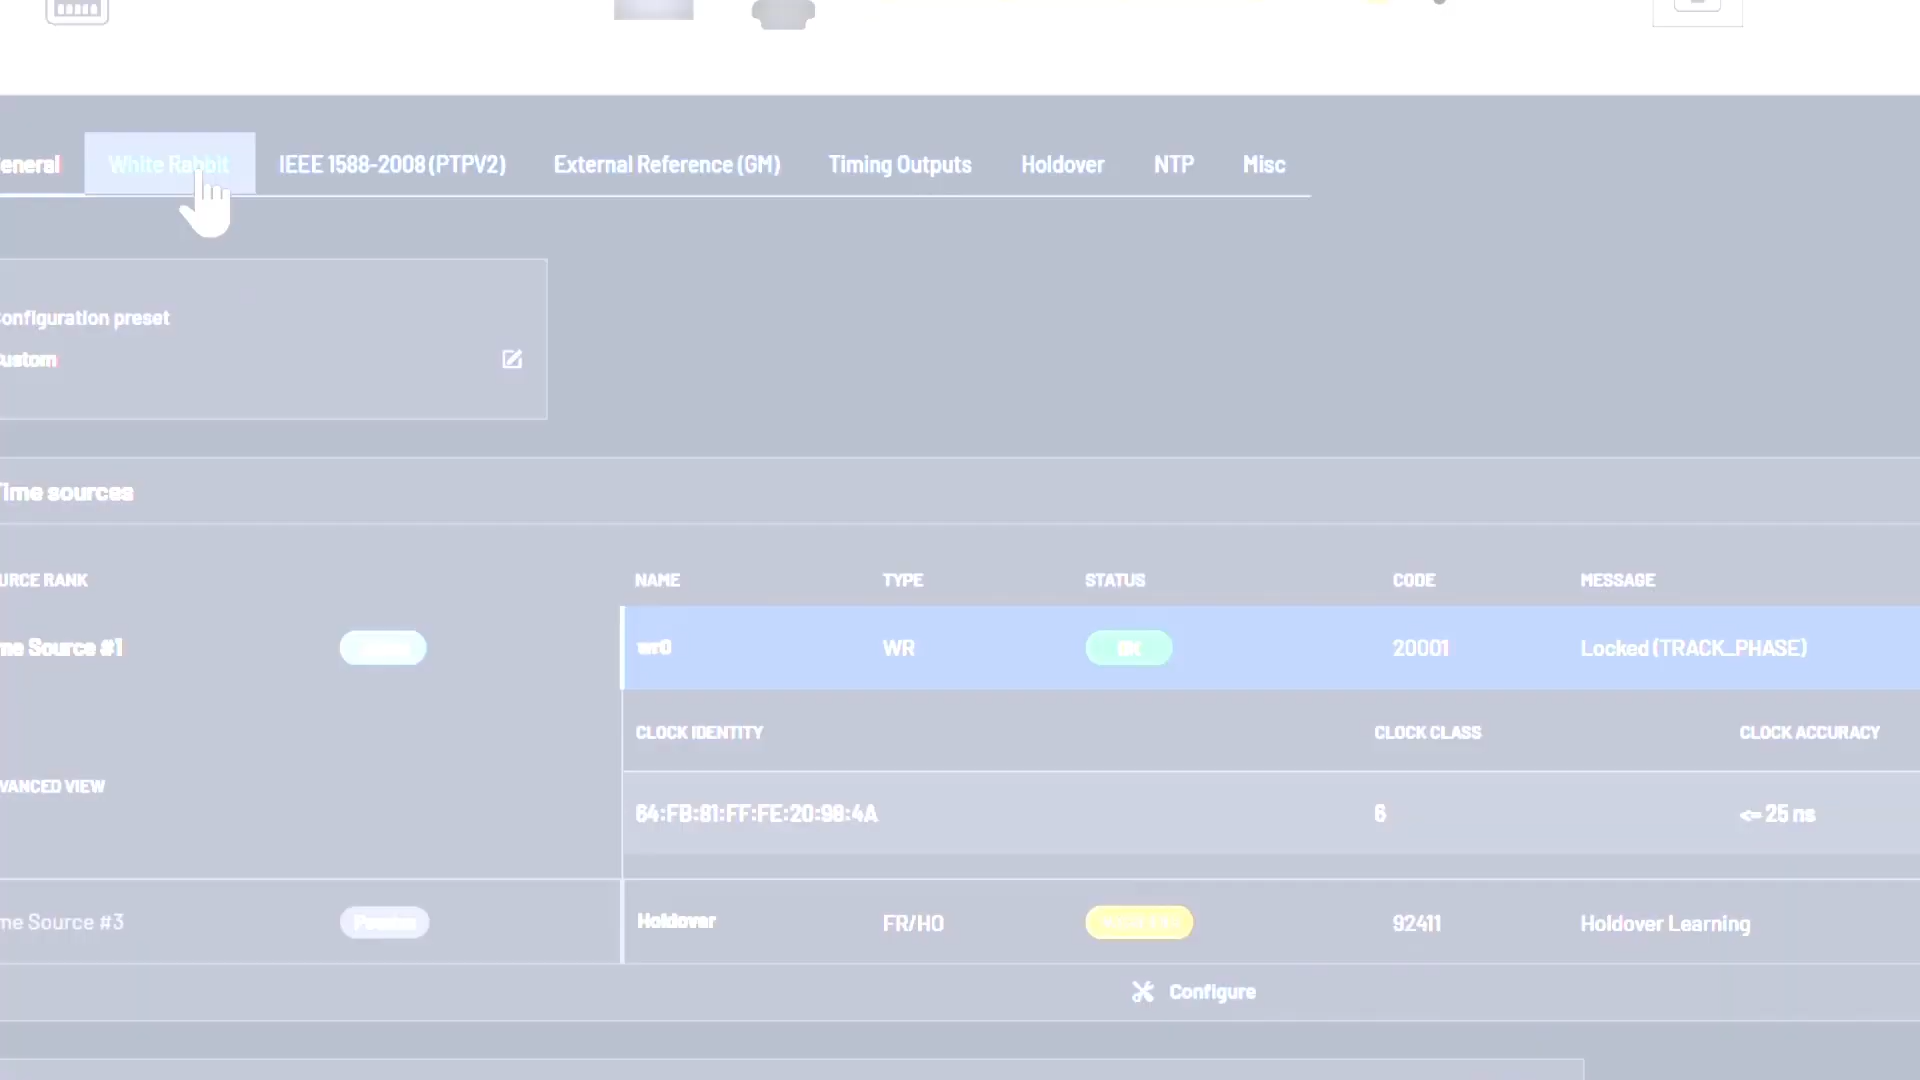 eneral White Rabbit IEEE 1588-2008 (PTPV2) External Reference (GM) Timing Outputs Holdover NTP Misc
onfiguration preset
ustom
Time sources
URCE RANK NAME TYPE STATUS CODE MESSAGE
me Source #1 wr0 WR OK 20001 Locked (TRACK_PHASE)
CLOCK IDENTITY CLOCK CLASS CLOCK ACCURACY
VANCED VIEW
64:FB:81:FF:FE:20:98:4A 6 <= 25 ns
me Source #3 Passive Holdover FR/HO 92411 Holdover Learning
Configure